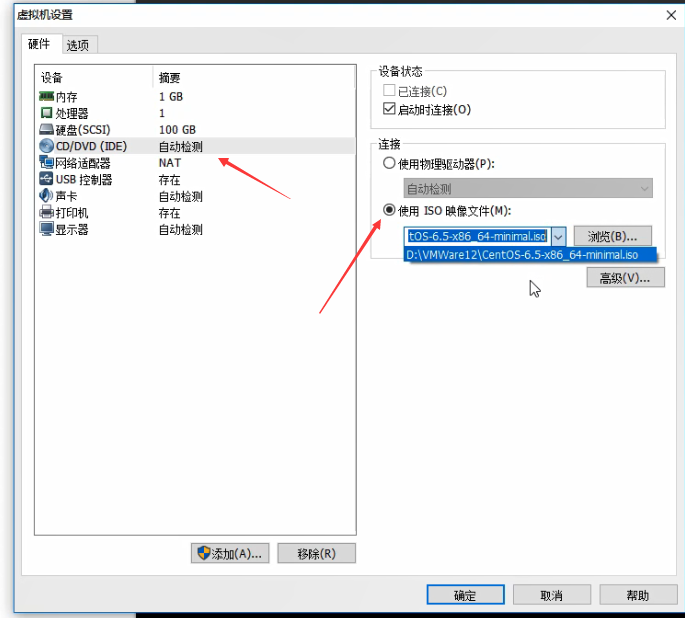 虚拟机设置
硬件 选项
设备 摘要
内存 1 GB
处理器 1
硬盘(SCSI) 100 GB
CD/DVD (IDE) 自动检测
网络适配器 NAT
USB 控制器 存在
声卡 自动检测
打印机 存在
显示器 自动检测
添加(A)... 移除(R)
设备状态
已连接(C)
启动时连接(O)
连接
使用物理驱动器(P):
自动检测
使用 ISO 映像文件(M):
tOS-6.5-x86_64-minimal.iso 浏览(B)...
D:\VMWare12\CentOS-6.5-x86_64-minimal.iso
高级(V)...
确定 取消 帮助